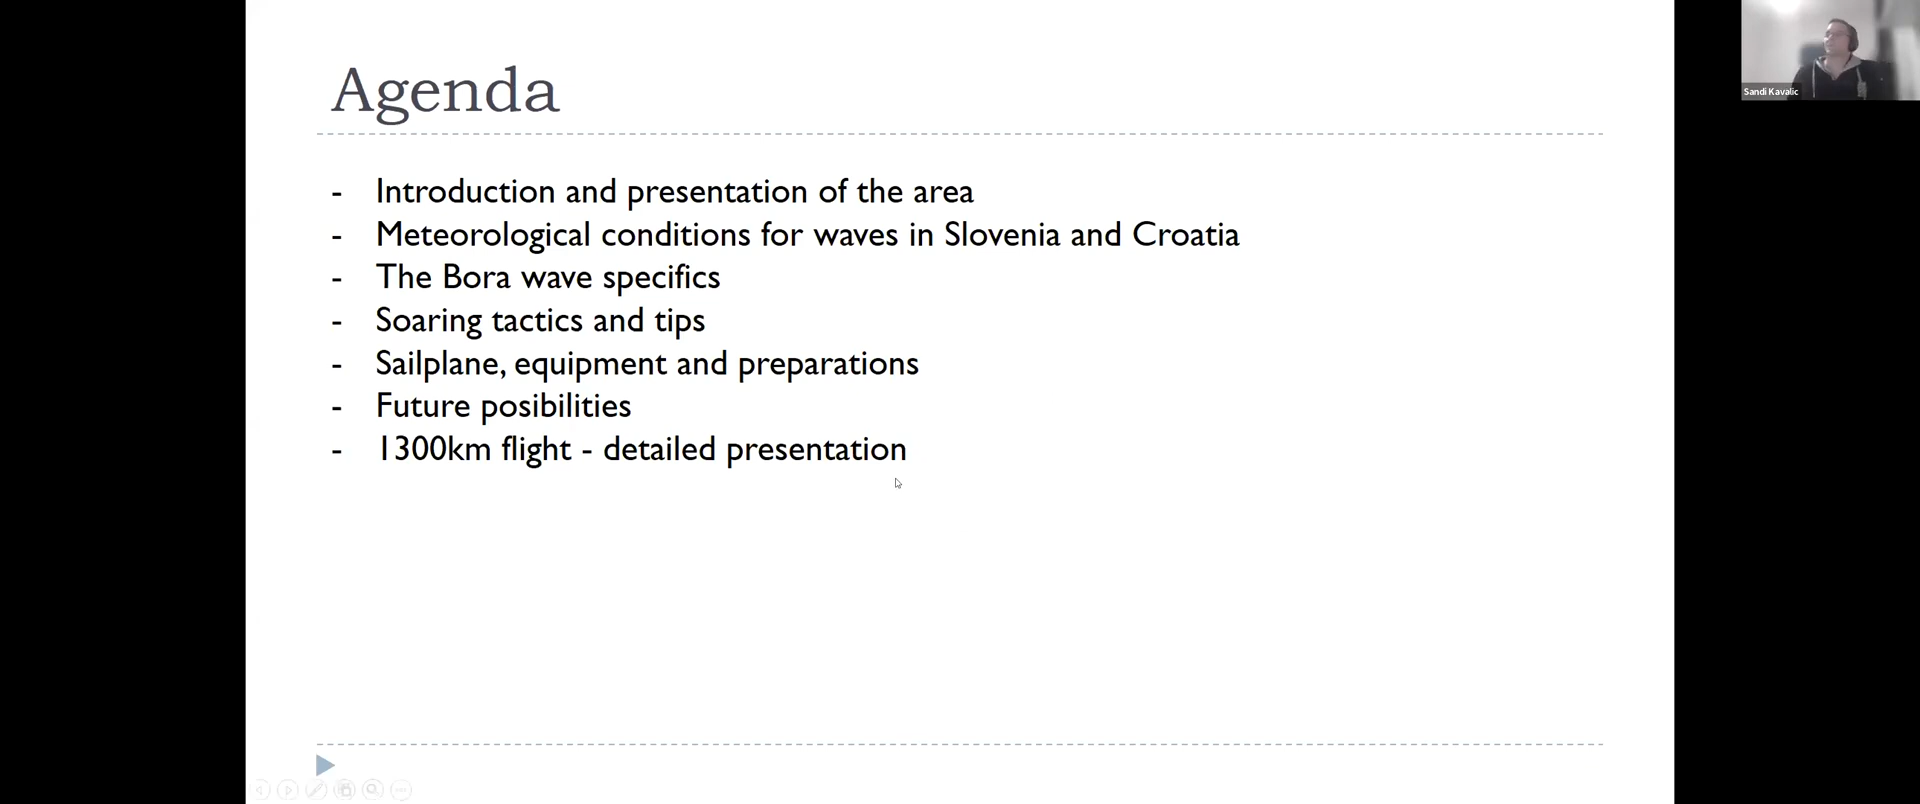 Agenda
- Introduction and presentation of the area
- Meteorological conditions for waves in Slovenia and Croatia
- The Bora wave specifics
- Soaring tactics and tips
- Sailplane, equipment and preparations
- Future posibilities
- 1300km flight - detailed presentation
Sandi Kavalic